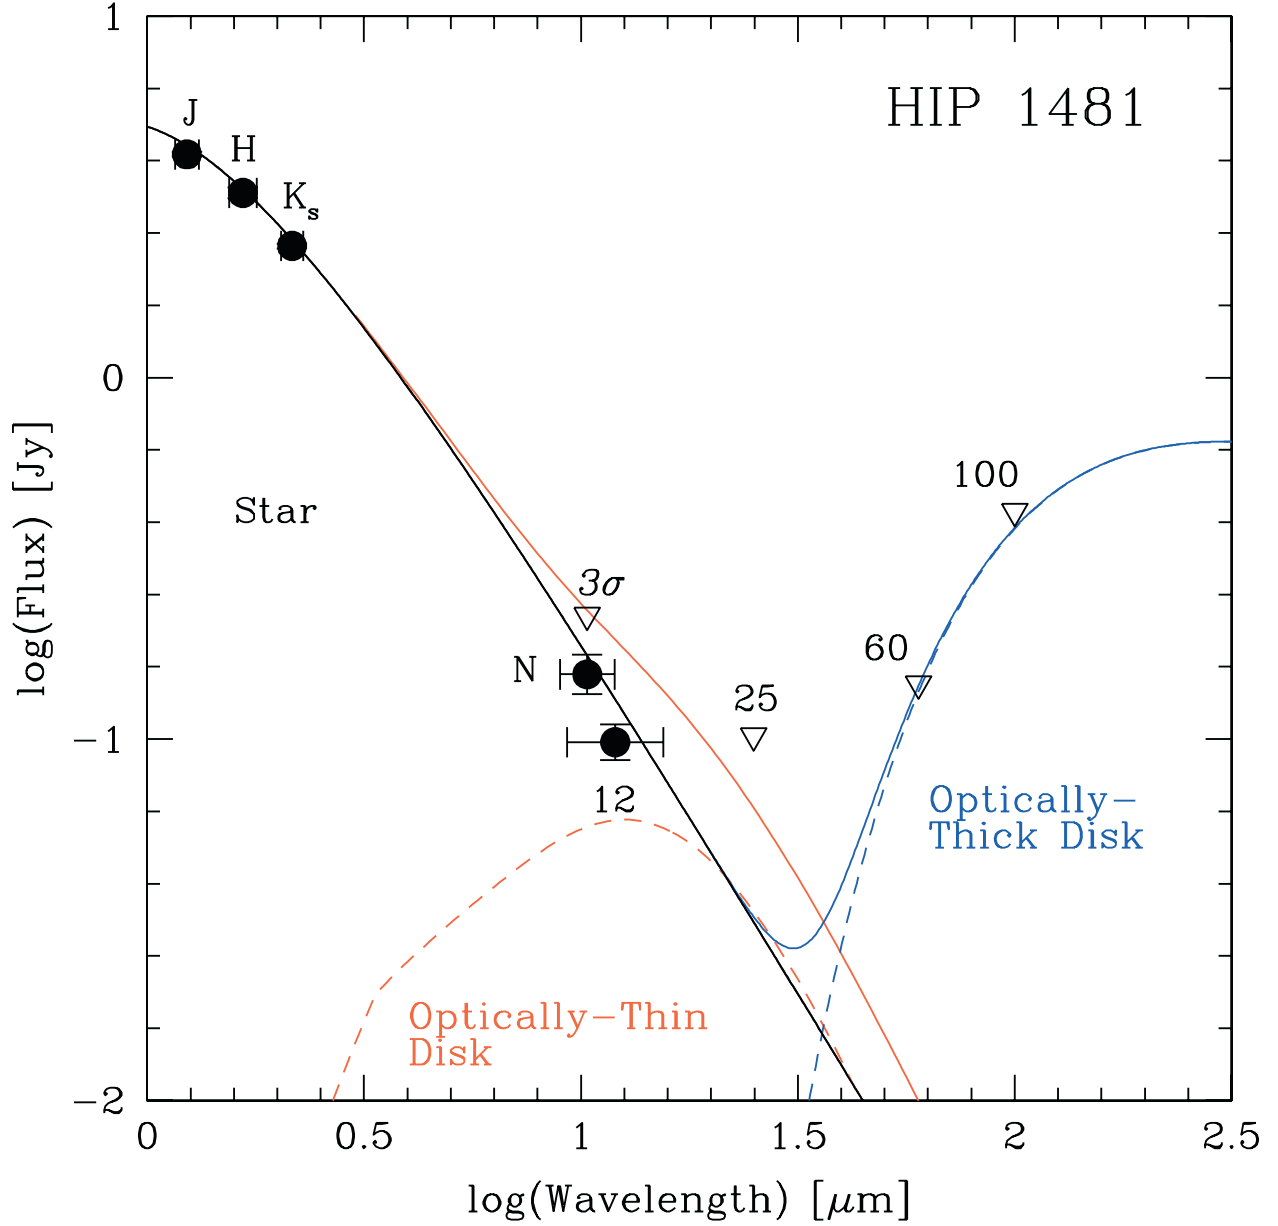 HIP 1481
1
0
−1
−2
log(Flux) [Jy]
J
H
Ks
Star
3σ
N
12
25
60
100
Optically−
Thick Disk
Optically−Thin
Disk
0 0.5 1 1.5 2 2.5
log(Wavelength) [μm]